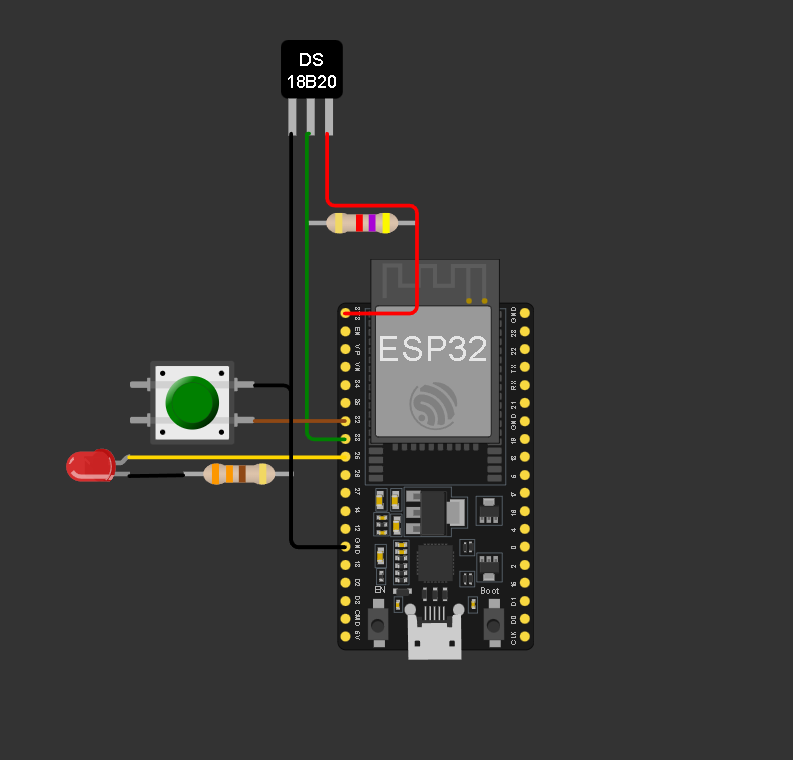 DS
18B20
ESP32
EN
VP
VN
34
35
32
33
25
26
27
14
12
GND
13
D2
D3
CMD
5V
GND
23
22
TX
RX
21
GND
19
18
5
17
16
4
0
2
15
D1
D0
CLK
EN
Boot